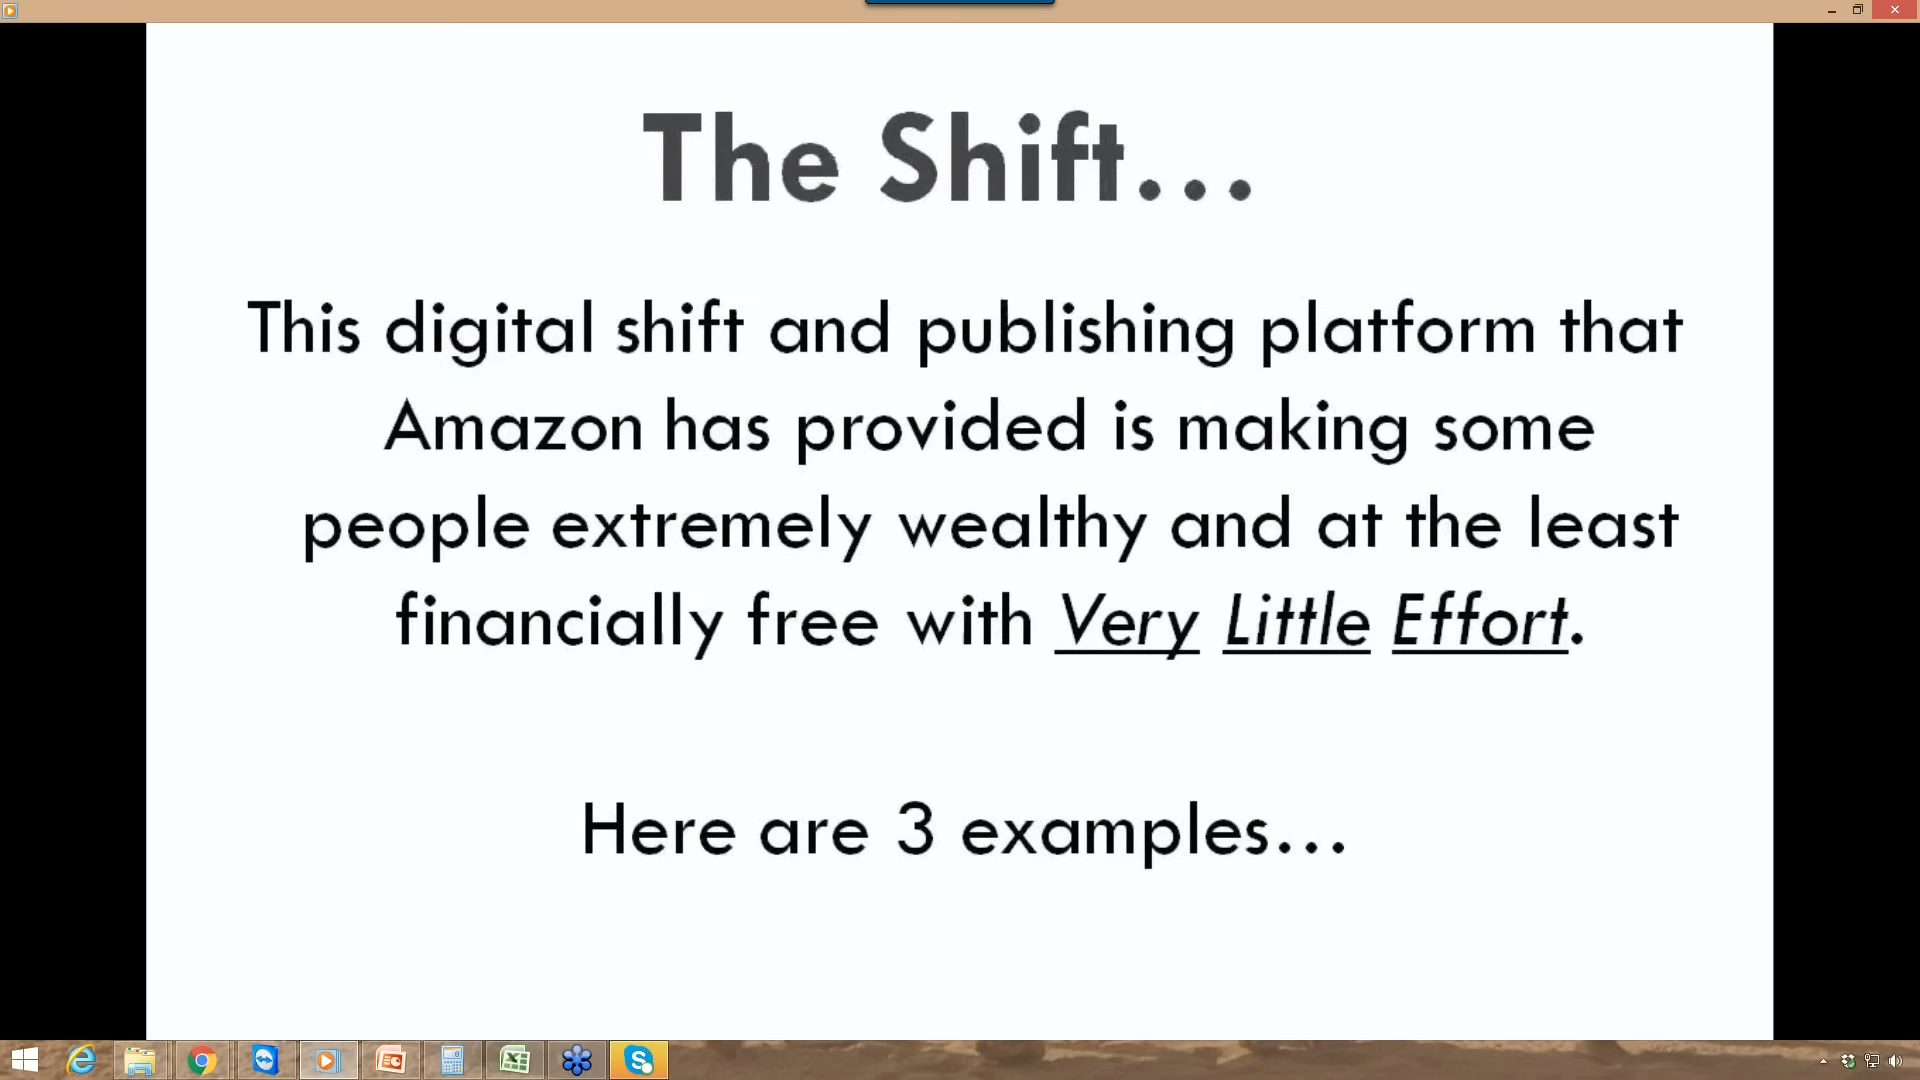 The Shift...
This digital shift and publishing platform that
Amazon has provided is making some
people extremely wealthy and at the least
financially free with Very Little Effort.
Here are 3 examples...